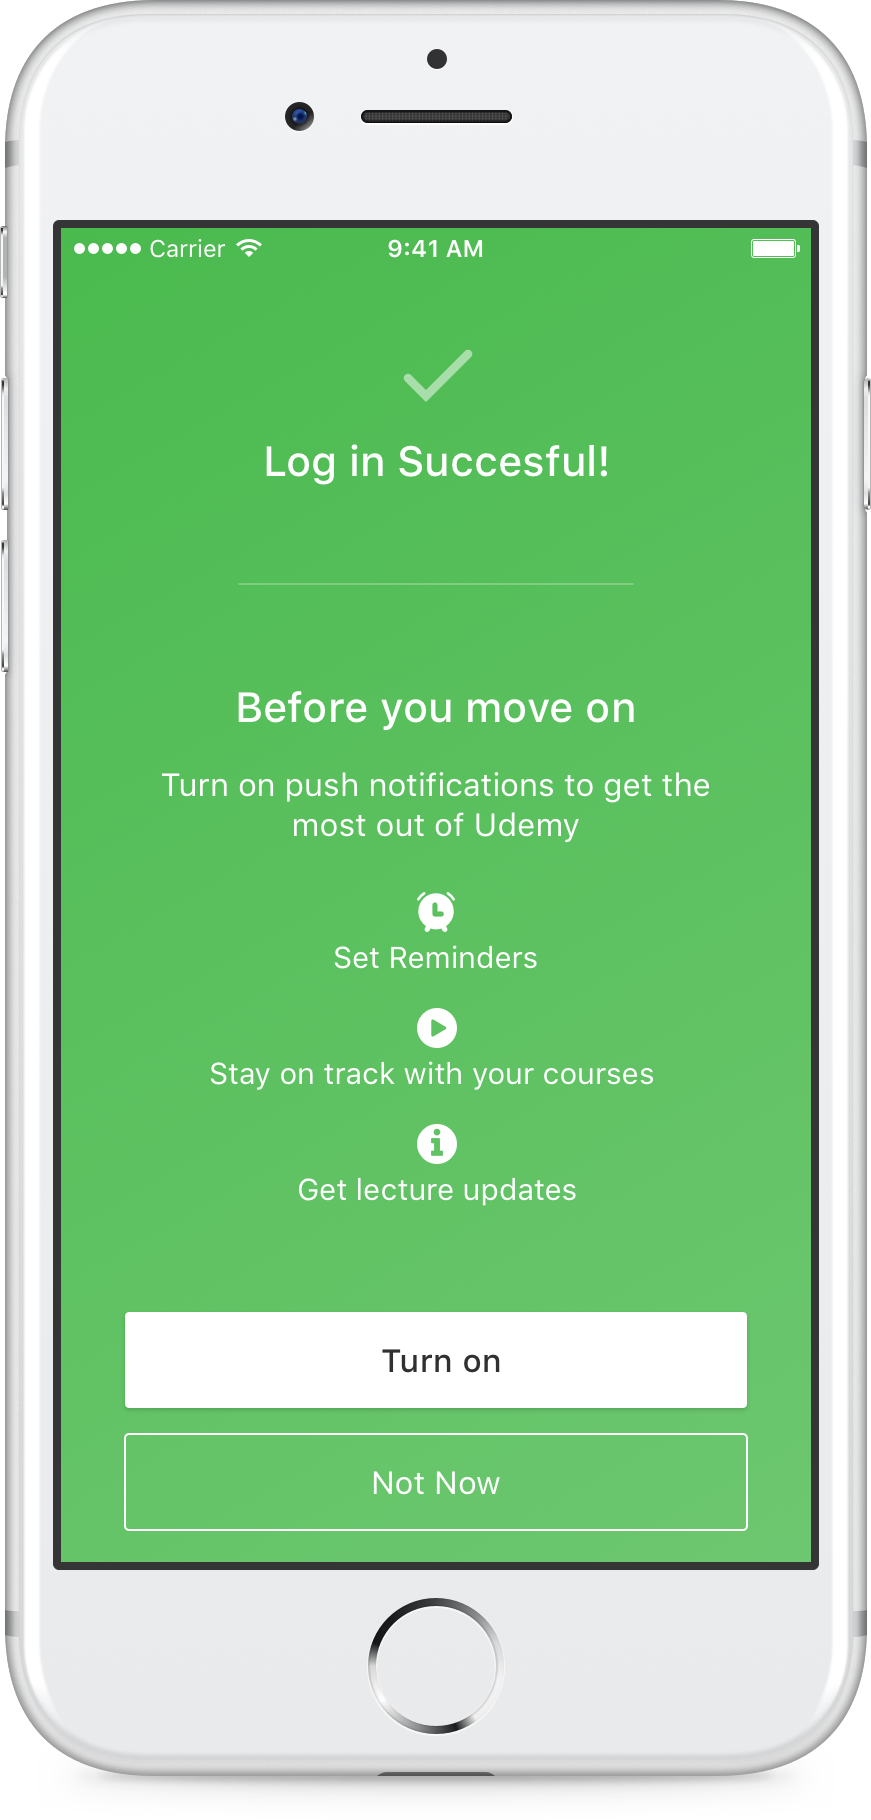 Carrier 9:41 AM
Log in Succesful!
Before you move on
Turn on push notifications to get the
most out of Udemy
Set Reminders
Stay on track with your courses
Get lecture updates
Turn on
Not Now